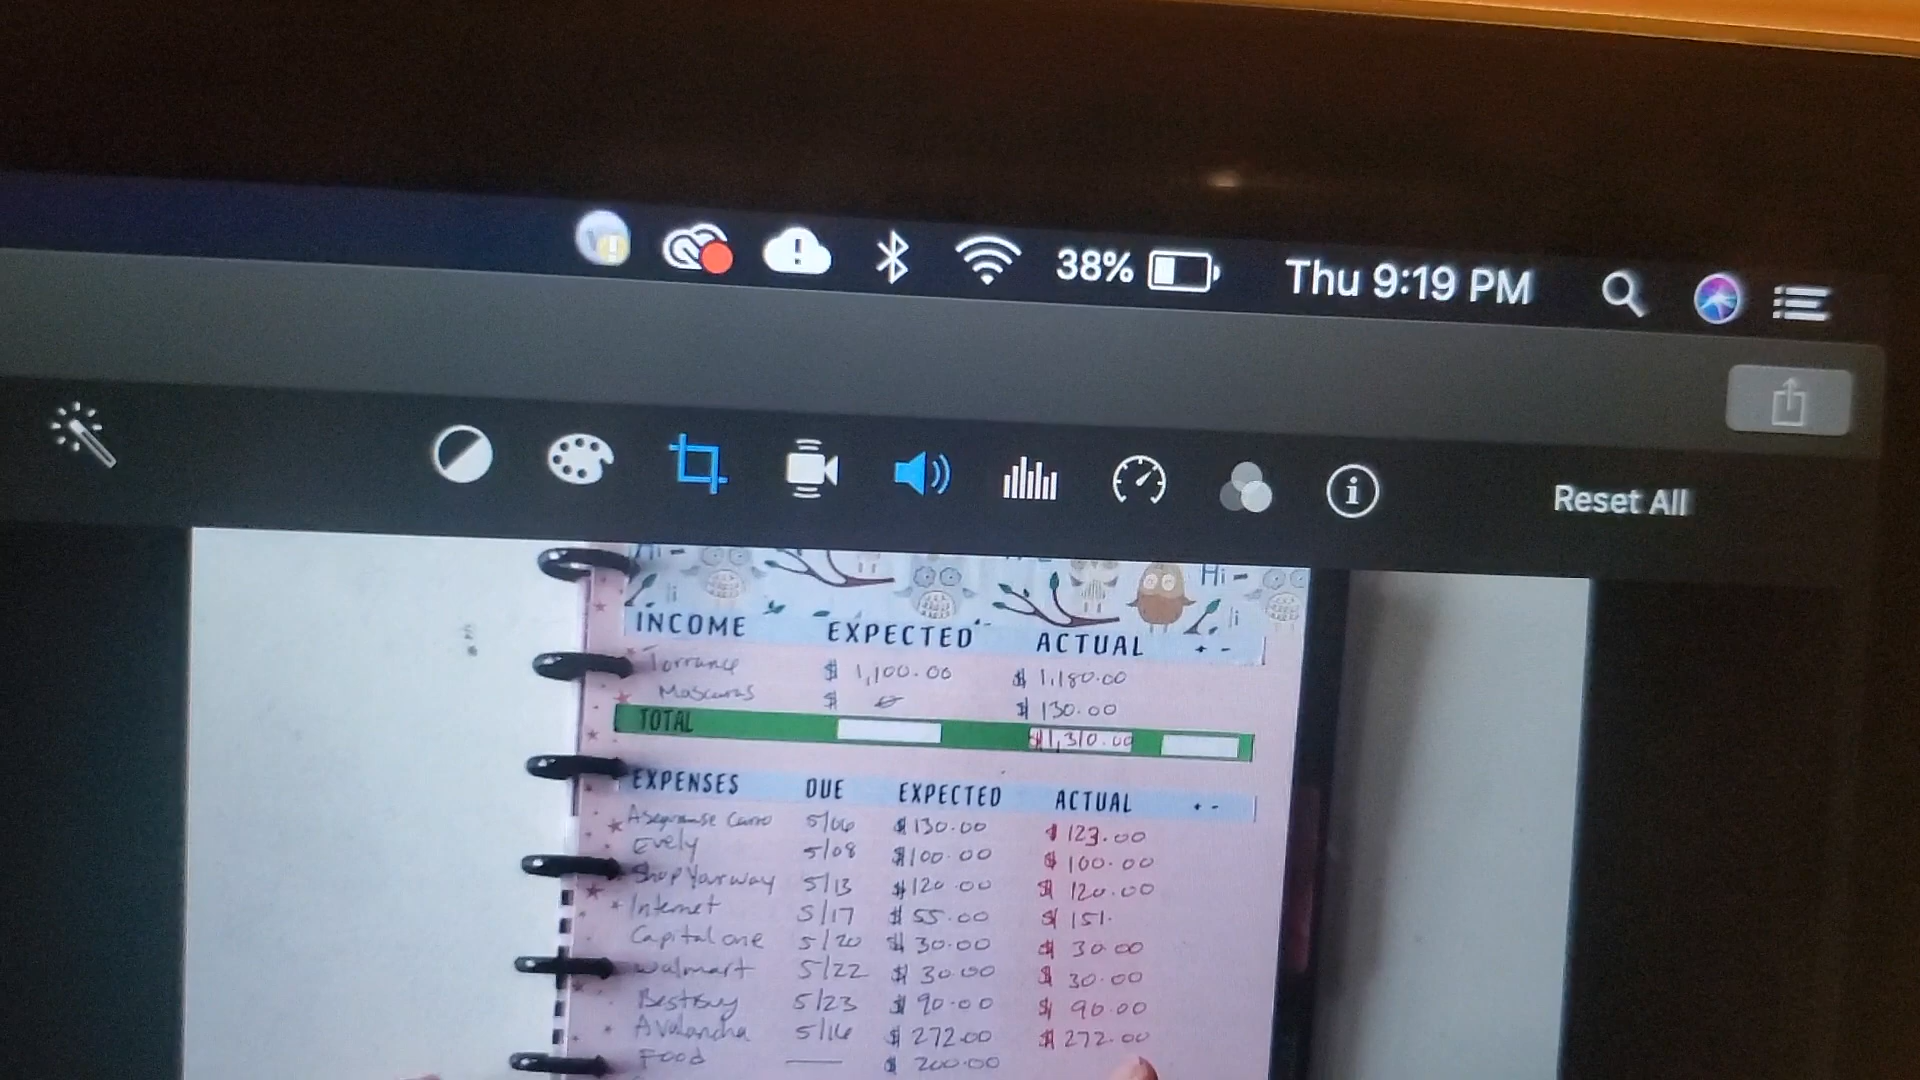 38% Thu 9:19 PM
Reset All
Hi - Hi -
INCOME EXPECTED ACTUAL + -
Torrance $ 1,100.00 $ 1,180.00
Mascaras $ $ 130.00
TOTAL $1,310.00
EXPENSES DUE EXPECTED ACTUAL + -
5/06 $130.00 $ 123.00
Evely 5/08 $100.00 $ 100.00
Shop Your way 5/13 $120.00 $ 120.00
Internet 5/17 $ 55.00 $ 151.
Capital one 5/20 $ 30.00 $ 30.00
Walmart 5/22 $ 30.00 $ 30.00
Bestbuy 5/23 $ 90.00 $ 90.00
Avalancha 5/16 $ 272.00 $ 272.00
Food — $ 200.00